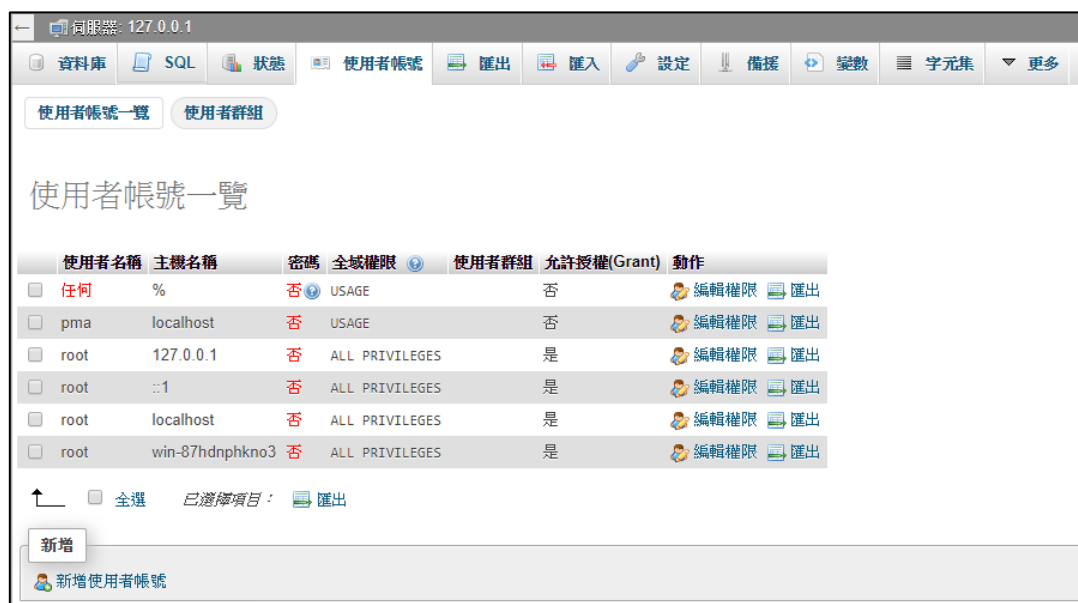 伺服器: 127.0.0.1
資料庫 SQL 狀態 使用者帳號 匯出 匯入 設定 備援 變數 字元集 更多
使用者帳號一覽 使用者群組
使用者帳號一覽
使用者名稱 主機名稱 密碼 全域權限 使用者群組 允許授權(Grant) 動作
任何 % 否 USAGE 否 編輯權限 匯出
pma localhost 否 USAGE 否 編輯權限 匯出
root 127.0.0.1 否 ALL PRIVILEGES 是 編輯權限 匯出
root ::1 否 ALL PRIVILEGES 是 編輯權限 匯出
root localhost 否 ALL PRIVILEGES 是 編輯權限 匯出
root win-87hdnphkno3 否 ALL PRIVILEGES 是 編輯權限 匯出
全選 已選擇項目： 匯出
新增
新增使用者帳號